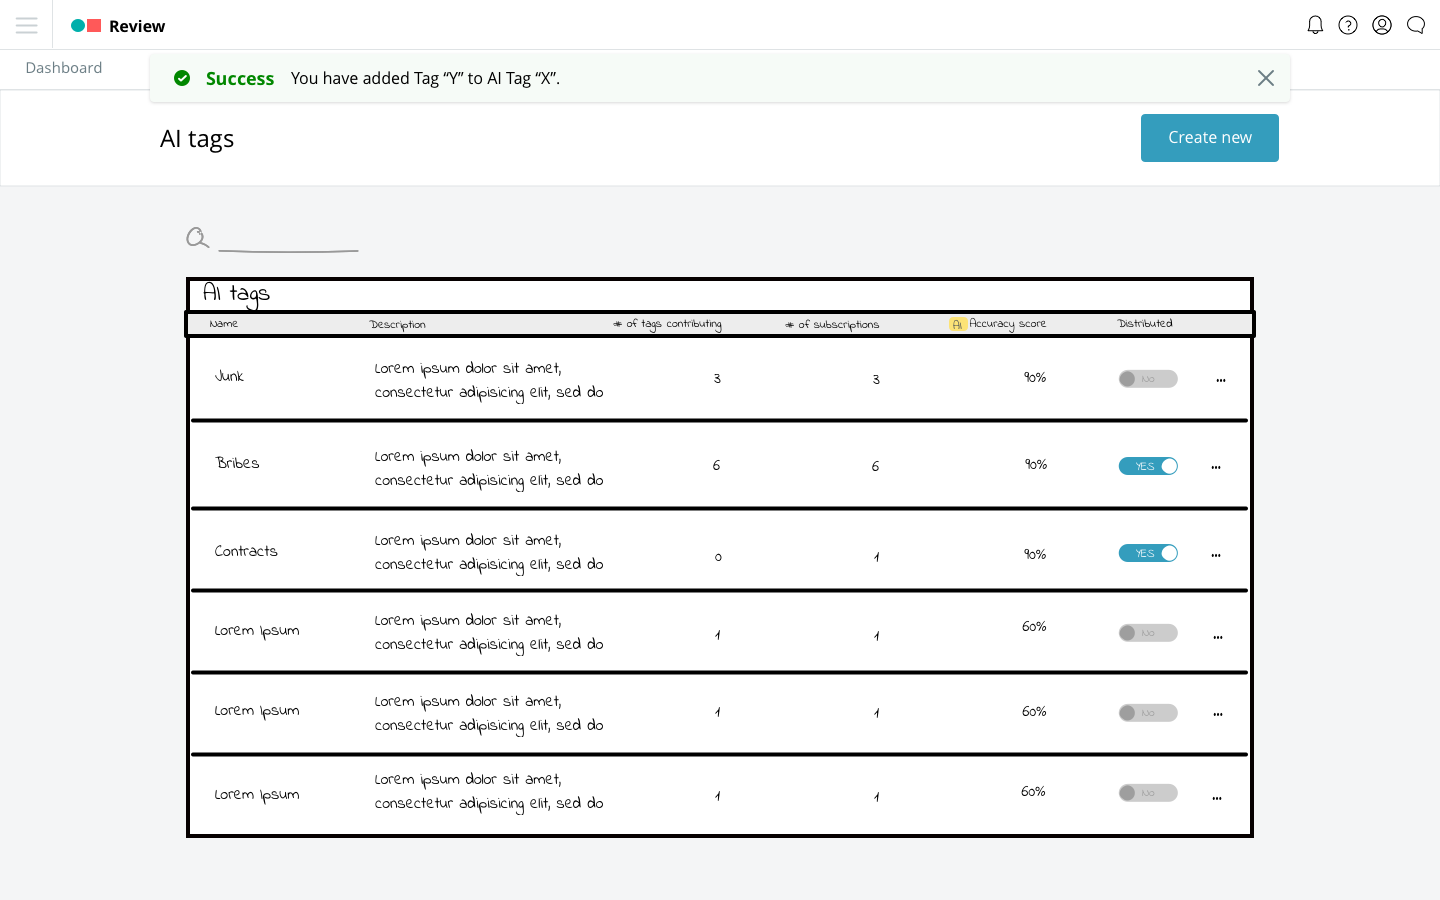 Review
Dashboard
Success You have added Tag “Y” to AI Tag “X”.
AI tags
Create new
AI tags
Name Description # of tags contributing # of subscriptions AI Accuracy score Distributed
Junk Lorem ipsum dolor sit amet, 3 3 90% No ...
consectetur adipisicing elit, sed do
Bribes Lorem ipsum dolor sit amet, 6 6 90% YES ...
consectetur adipisicing elit, sed do
Contracts Lorem ipsum dolor sit amet, 0 1 90% YES ...
consectetur adipisicing elit, sed do
Lorem Ipsum Lorem ipsum dolor sit amet, 1 1 60% No ...
consectetur adipisicing elit, sed do
Lorem Ipsum Lorem ipsum dolor sit amet, 1 1 60% No ...
consectetur adipisicing elit, sed do
Lorem Ipsum Lorem ipsum dolor sit amet, 1 1 60% No ...
consectetur adipisicing elit, sed do